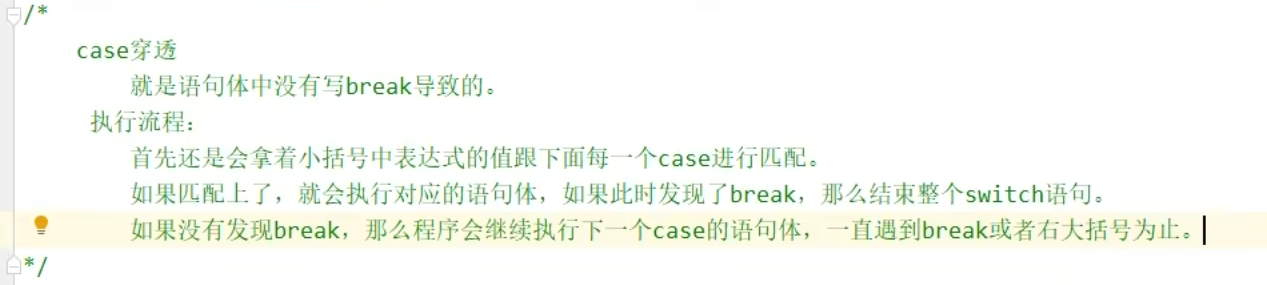 /*
case穿透
就是语句体中没有写break导致的。
执行流程：
首先还是会拿着小括号中表达式的值跟下面每一个case进行匹配。
如果匹配上了，就会执行对应的语句体，如果此时发现了break，那么结束整个switch语句。
如果没有发现break，那么程序会继续执行下一个case的语句体，一直遇到break或者右大括号为止。
*/